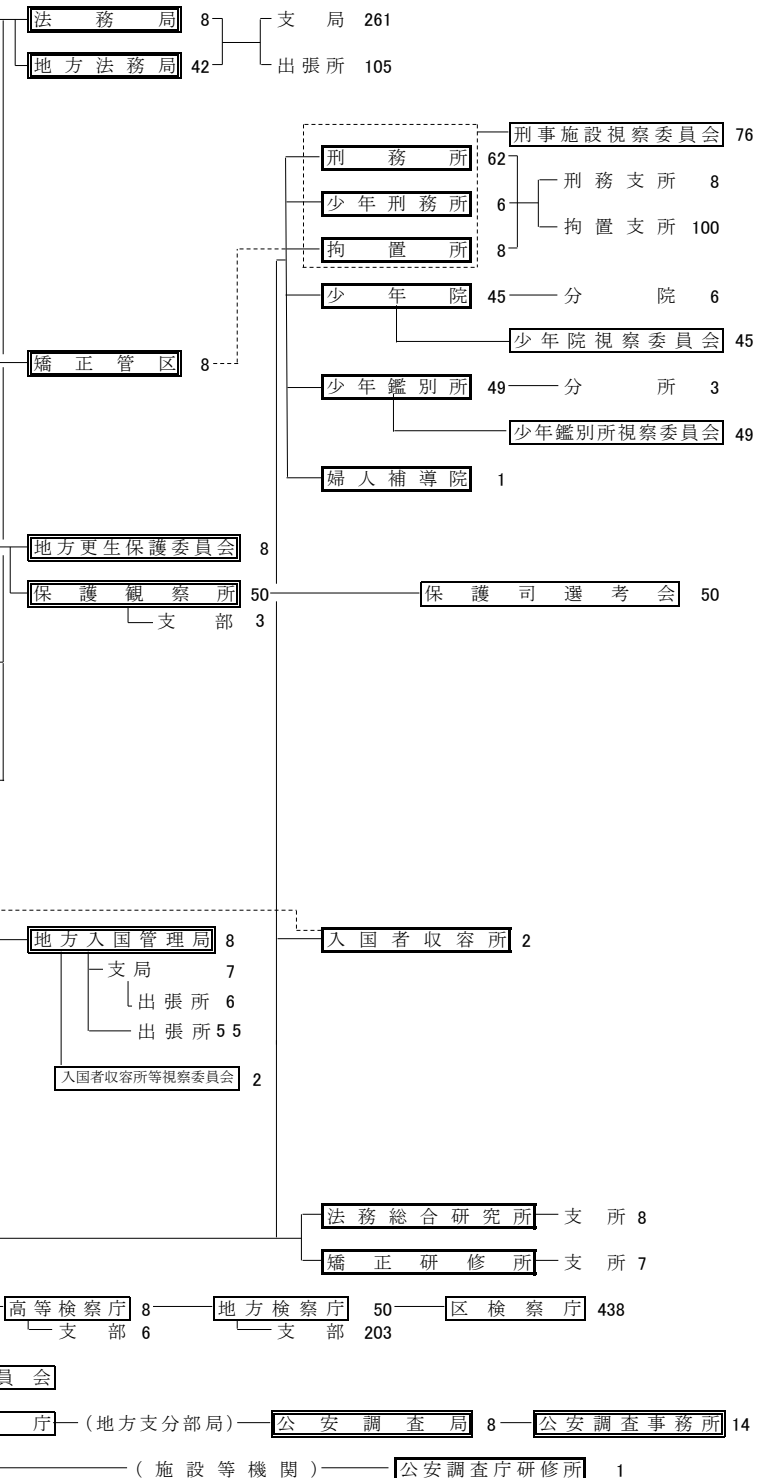 法務局 8 支局 261
地方法務局 42 出張所 105
刑事施設視察委員会 76
刑務所 62
刑務支所 8
少年刑務所 6
拘置支所 100
拘置所 8
少年院 45 分院 6
少年院視察委員会 45
矯正管区 8
少年鑑別所 49 分所 3
少年鑑別所視察委員会 49
婦人補導院 1
地方更生保護委員会 8
保護観察所 50 保護司選考会 50
支部 3
地方入国管理局 8 入国者収容所 2
支局 7
出張所 6
出張所 55
入国者収容所等視察委員会 2
法務総合研究所 支所 8
矯正研修所 支所 7
高等検察庁 8 地方検察庁 50 区検察庁 438
支部 6 支部 203
員会
庁 (地方支分部局) 公安調査局 8 公安調査事務所 14
(施設等機関) 公安調査庁研修所 1